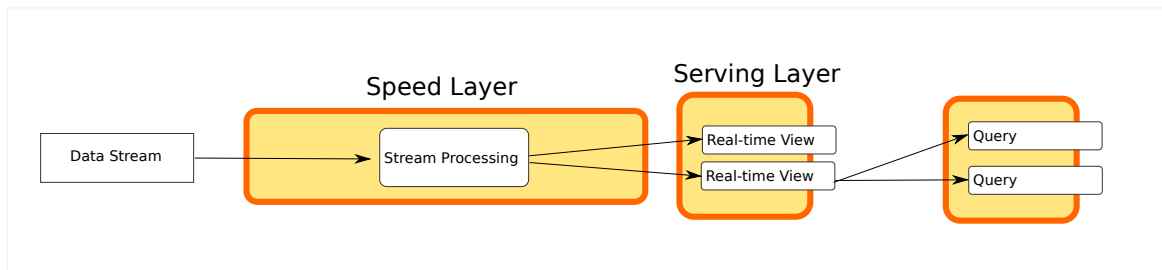 Speed Layer
Serving Layer
Data Stream
Stream Processing
Real-time View
Real-time View
Query
Query